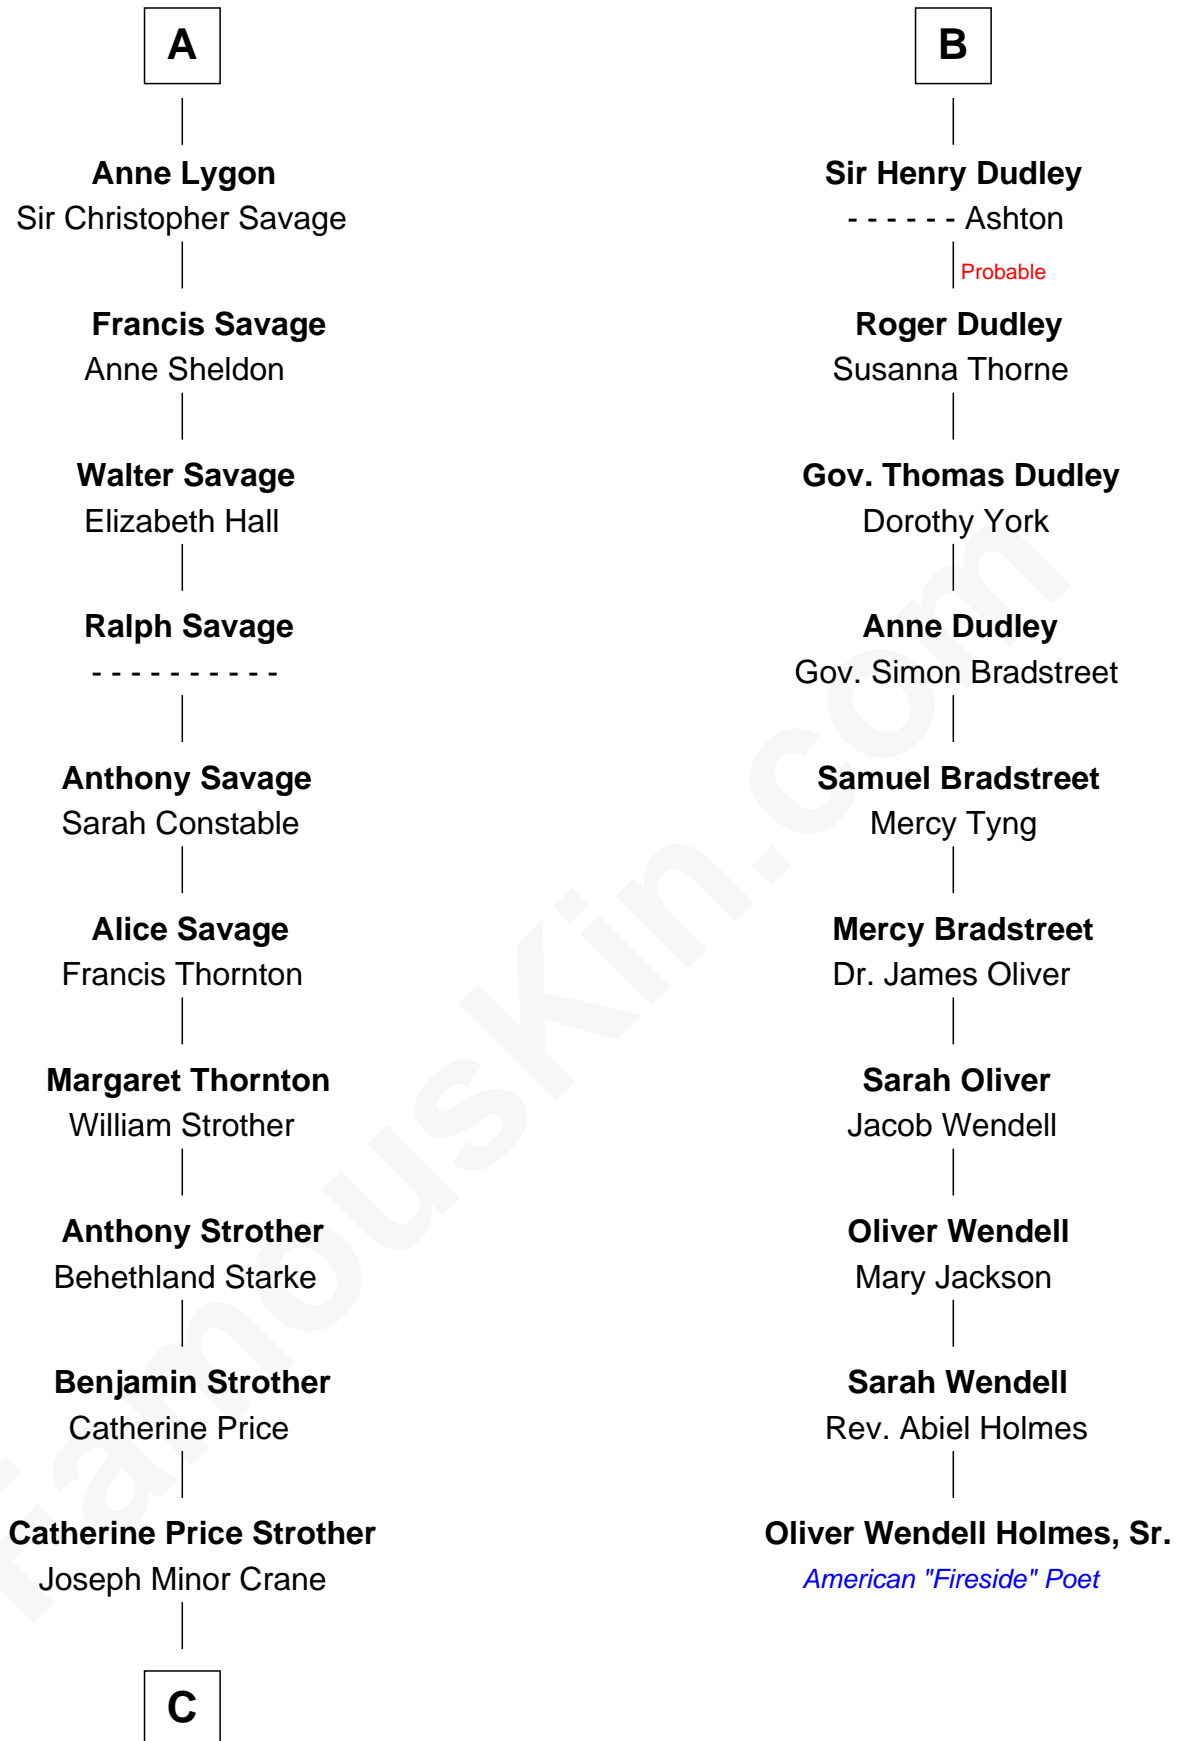 A
Anne Lygon
Sir Christopher Savage
Francis Savage
Anne Sheldon
Walter Savage
Elizabeth Hall
Ralph Savage
- - - - - - - - - -
Anthony Savage
Sarah Constable
Alice Savage
Francis Thornton
Margaret Thornton
William Strother
Anthony Strother
Behethland Starke
Benjamin Strother
Catherine Price
Catherine Price Strother
Joseph Minor Crane
C
B
Sir Henry Dudley
- - - - - - Ashton
Probable
Roger Dudley
Susanna Thorne
Gov. Thomas Dudley
Dorothy York
Anne Dudley
Gov. Simon Bradstreet
Samuel Bradstreet
Mercy Tyng
Mercy Bradstreet
Dr. James Oliver
Sarah Oliver
Jacob Wendell
Oliver Wendell
Mary Jackson
Sarah Wendell
Rev. Abiel Holmes
Oliver Wendell Holmes, Sr.
American "Fireside" Poet
FamousKin.com